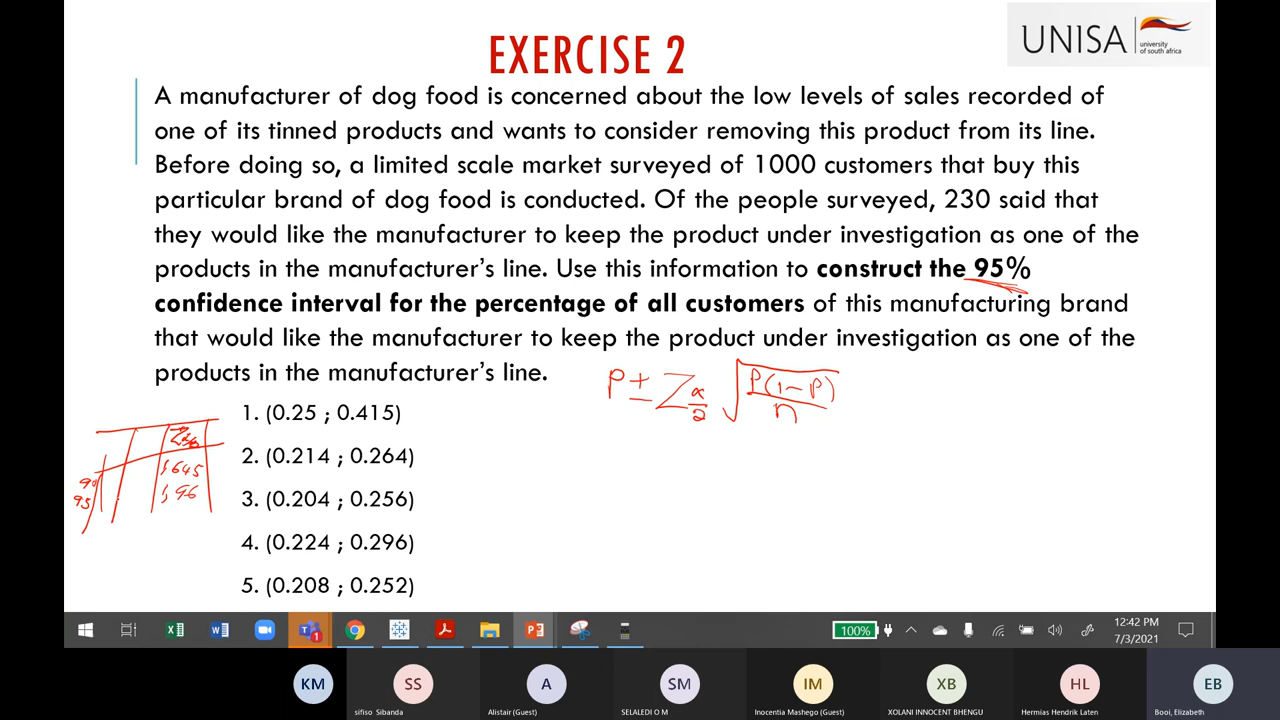 EXERCISE 2
UNISA
university
of south africa
A manufacturer of dog food is concerned about the low levels of sales recorded of
one of its tinned products and wants to consider removing this product from its line.
Before doing so, a limited scale market surveyed of 1000 customers that buy this
particular brand of dog food is conducted. Of the people surveyed, 230 said that
they would like the manufacturer to keep the product under investigation as one of the
products in the manufacturer’s line. Use this information to construct the 95%
confidence interval for the percentage of all customers of this manufacturing brand
that would like the manufacturer to keep the product under investigation as one of the
products in the manufacturer’s line.
P ± Z α/2 √ P(1-P)/n
1. (0.25 ; 0.415)
2. (0.214 ; 0.264)
3. (0.204 ; 0.256)
4. (0.224 ; 0.296)
5. (0.208 ; 0.252)
Zα/2
90 1,645
95 1,96
100%
12:42 PM
7/3/2021
KM
SS
A
SM
IM
XB
HL
EB
sifiso Sibanda
Alistair (Guest)
SELALEDI O M
Inocentia Mashego (Guest)
XOLANI INNOCENT BHENGU
Hermias Hendrik Laten
Booi, Elizabeth